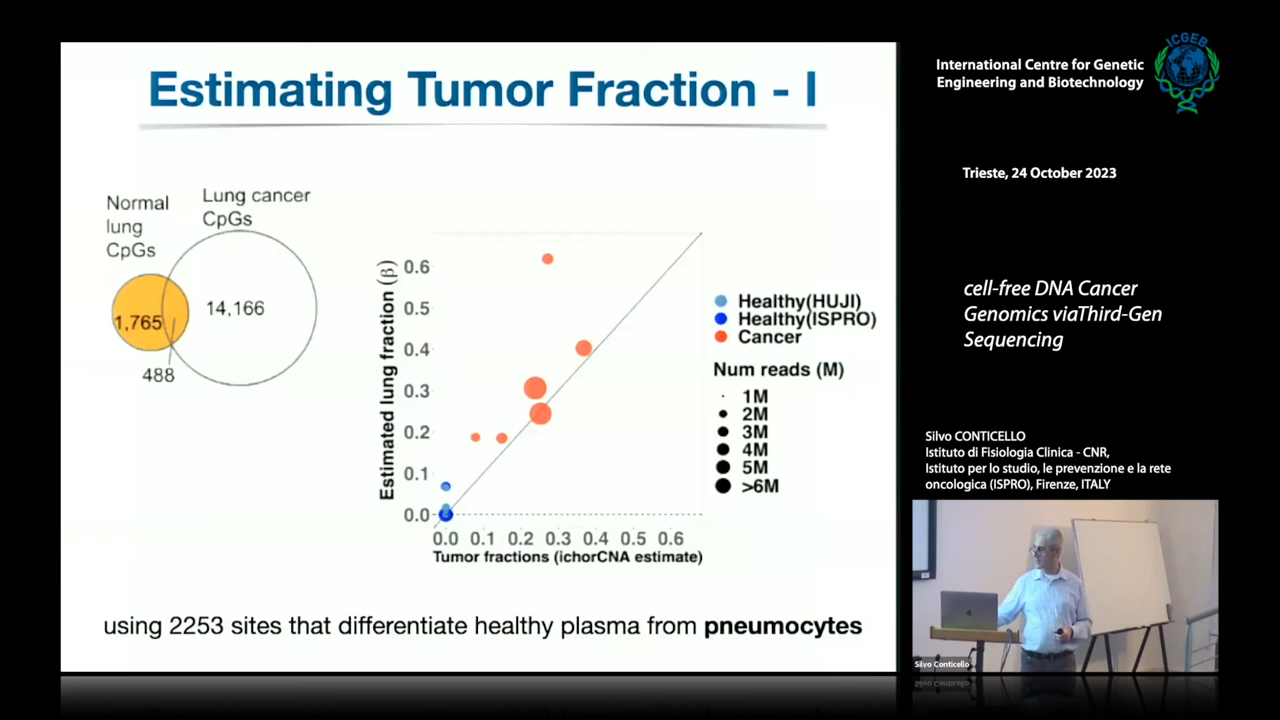 Estimating Tumor Fraction - I
Normal
lung
CpGs
Lung cancer
CpGs
1,765
14,166
488
Estimated lung fraction (β)
0.6
0.5
0.4
0.3
0.2
0.1
0.0
0.0 0.1 0.2 0.3 0.4 0.5 0.6
Tumor fractions (ichorCNA estimate)
Healthy(HUJI)
Healthy(ISPRO)
Cancer
Num reads (M)
1M
2M
3M
4M
5M
>6M
using 2253 sites that differentiate healthy plasma from pneumocytes
International Centre for Genetic
Engineering and Biotechnology
ICGEB
Trieste, 24 October 2023
cell-free DNA Cancer
Genomics viaThird-Gen
Sequencing
Silvo CONTICELLO
Istituto di Fisiologia Clinica - CNR,
Istituto per lo studio, le prevenzione e la rete
oncologica (ISPRO), Firenze, ITALY
Silvo Conticello